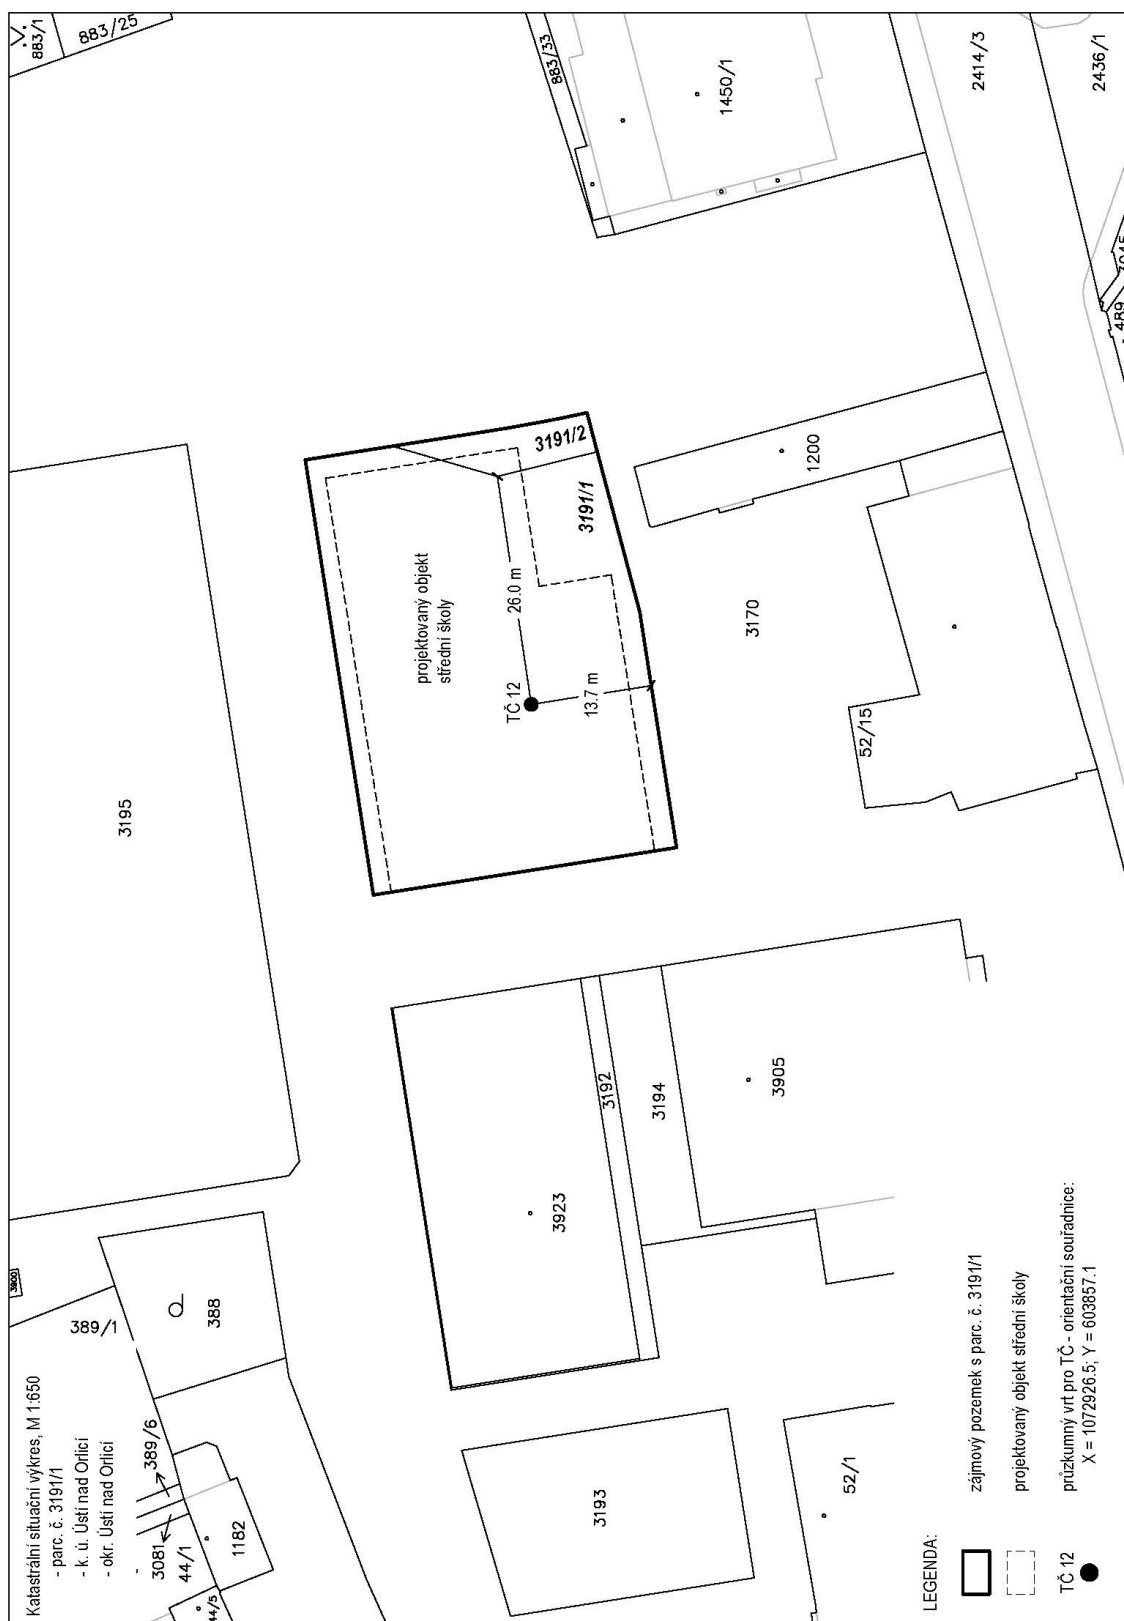 Katastrální situační výkres, M 1:650
- parc. č. 3191/1
- k. ú. Ústí nad Orlicí
- okr. Ústí nad Orlicí
-
3900
389/1
388
389/6
3081
44/1
44/5
1182
3195
883/1
883/25
883/33
1450/1
2414/3
2436/1
489
projektovaný objekt
střední školy
3191/2
3191/1
TČ 12
26.0 m
13.7 m
1200
3170
52/15
3923
3192
3194
3905
3193
52/1
LEGENDA:
zájmový pozemek s parc. č. 3191/1
projektovaný objekt střední školy
TČ 12
průzkumný vrt pro TČ - orientační souřadnice:
X = 1072926.5; Y = 603857.1